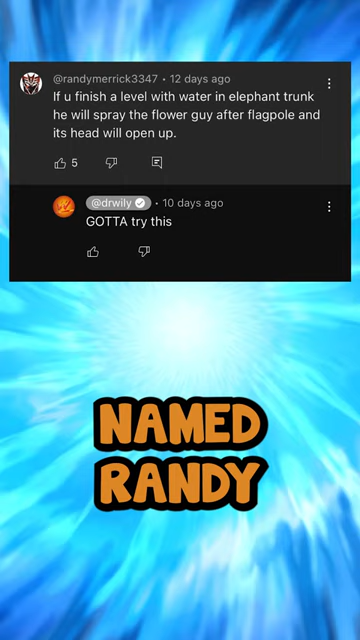 @randymerrick3347 • 12 days ago
If u finish a level with water in elephant trunk
he will spray the flower guy after flagpole and
its head will open up.
5
@drwily • 10 days ago
GOTTA try this
NAMED
RANDY